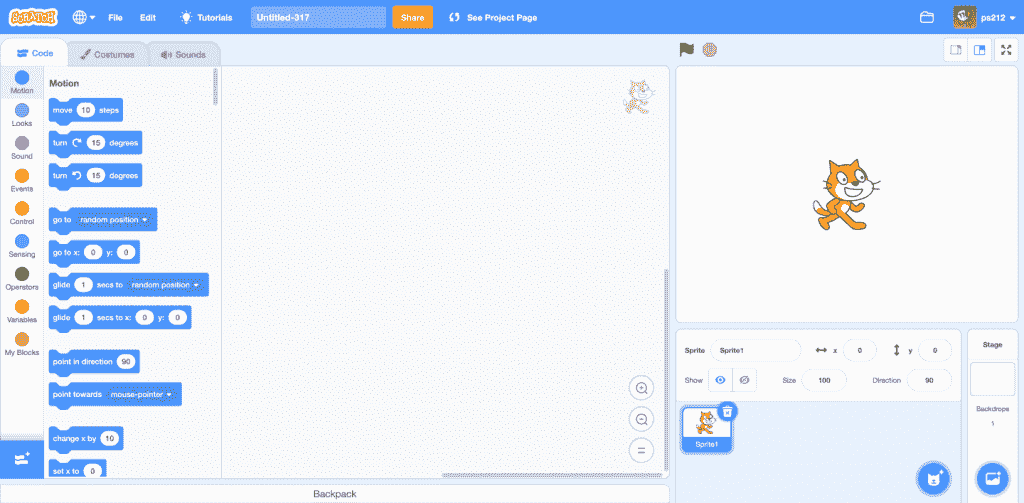 SCRATCH File Edit Tutorials Untitled-317 Share See Project Page ps212
Code Costumes Sounds
Motion
Looks
Sound
Events
Control
Sensing
Operators
Variables
My Blocks
Motion
move 10 steps
turn 15 degrees
turn 15 degrees
go to random position
go to x: 0 y: 0
glide 1 secs to random position
glide 1 secs to x: 0 y: 0
point in direction 90
point towards mouse-pointer
change x by 10
set x to 0
Backpack
Sprite Sprite1 x 0 y 0
Show Size 100 Direction 90
Sprite1
Stage
Backdrops
1